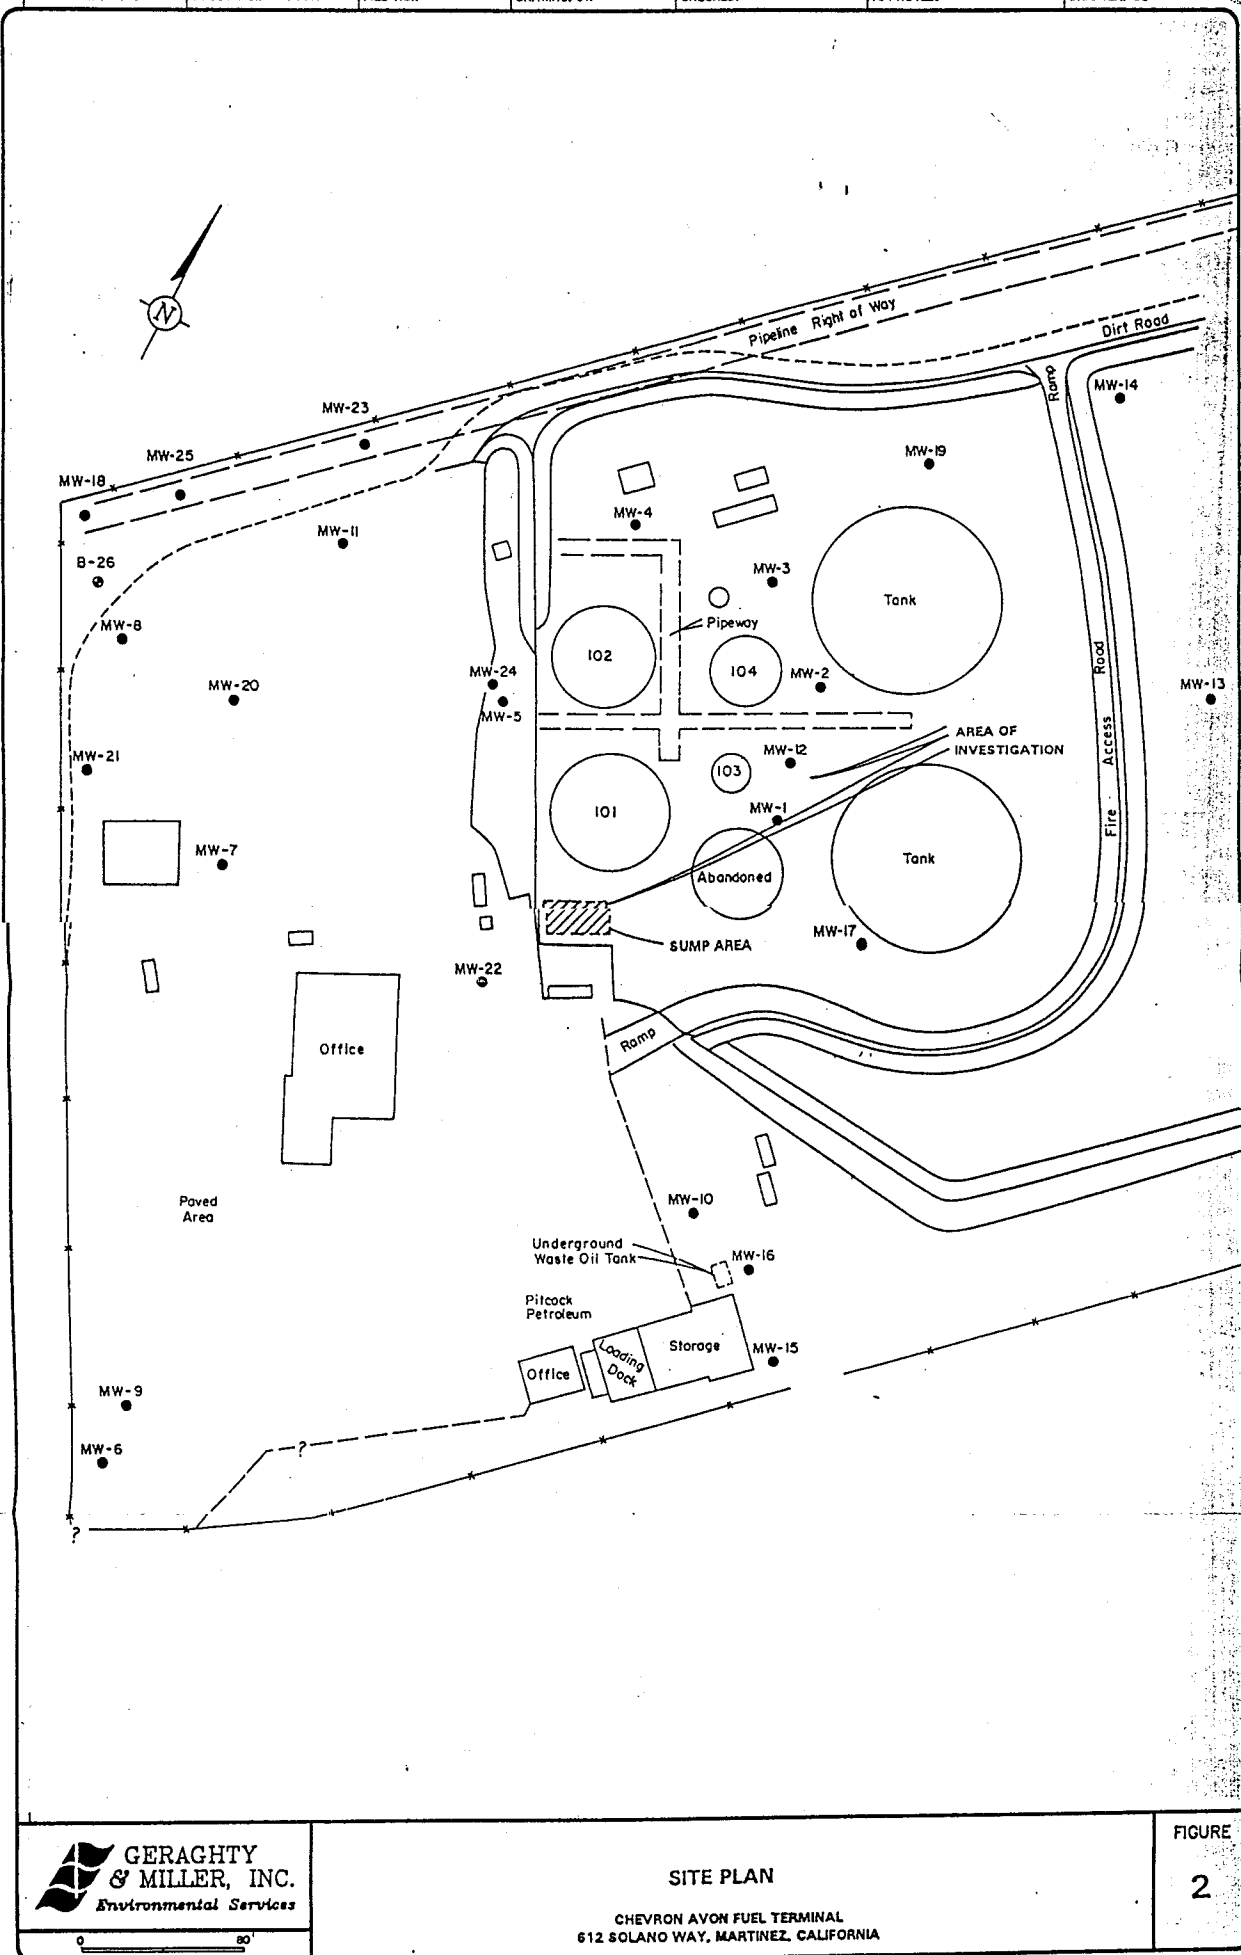 N
Pipeline Right of Way
Dirt Road
Ramp
MW-14
MW-23
MW-25
MW-18
MW-19
MW-4
MW-11
B-26
MW-3
Tank
MW-8
Pipeway
102
104
MW-24
MW-2
MW-20
MW-5
MW-13
Fire Access Road
AREA OF
INVESTIGATION
MW-12
MW-21
103
101
MW-1
MW-7
Tank
Abandoned
MW-17
SUMP AREA
MW-22
Ramp
Office
Paved
Area
MW-10
Underground
Waste Oil Tank
MW-16
Pitcock
Petroleum
Loading
Dock
Storage
MW-15
Office
MW-9
?
MW-6
?
GERAGHTY
& MILLER, INC.
Environmental Services
0 80'
SITE PLAN
CHEVRON AVON FUEL TERMINAL
612 SOLANO WAY, MARTINEZ, CALIFORNIA
FIGURE
2